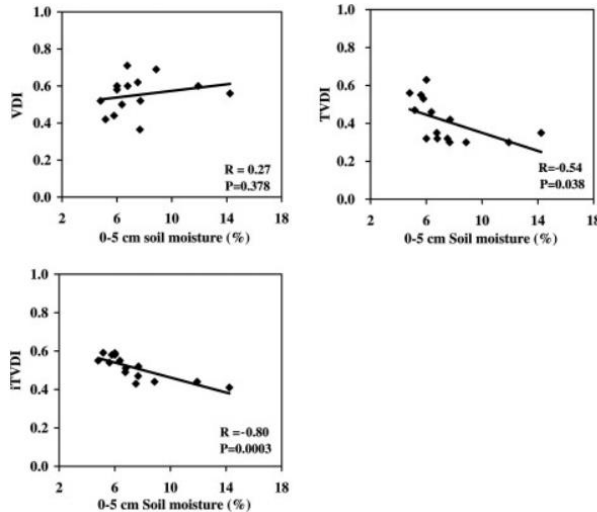 1.0
0.8
0.6
0.4
0.2
0.0
VDI
R = 0.27
P=0.378
2 6 10 14 18
0-5 cm soil moisture (%)
1.0
0.8
0.6
0.4
0.2
0.0
TVDI
R=-0.54
P=0.038
2 6 10 14 18
0-5 cm Soil moisture (%)
1.0
0.8
0.6
0.4
0.2
0.0
iTVDI
R =-0.80
P=0.0003
2 6 10 14 18
0-5 cm Soil moisture (%)